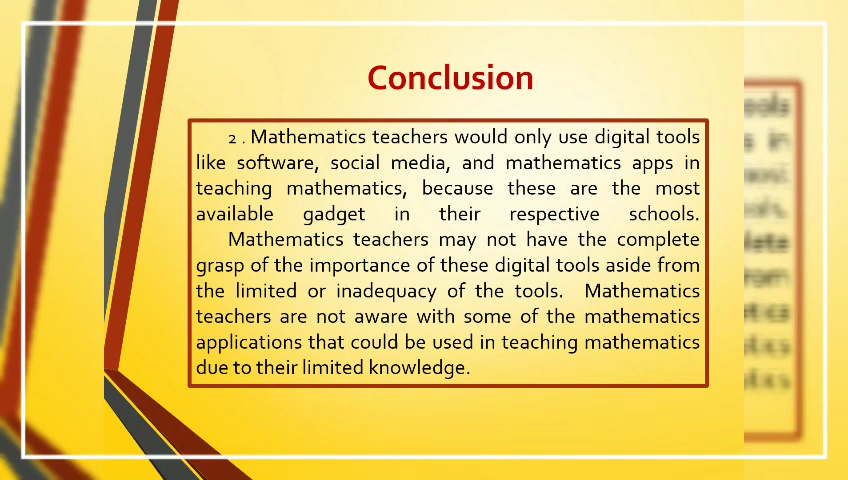 Conclusion
2 . Mathematics teachers would only use digital tools
like software, social media, and mathematics apps in
teaching mathematics, because these are the most
available gadget in their respective schools.
Mathematics teachers may not have the complete
grasp of the importance of these digital tools aside from
the limited or inadequacy of the tools. Mathematics
teachers are not aware with some of the mathematics
applications that could be used in teaching mathematics
due to their limited knowledge.